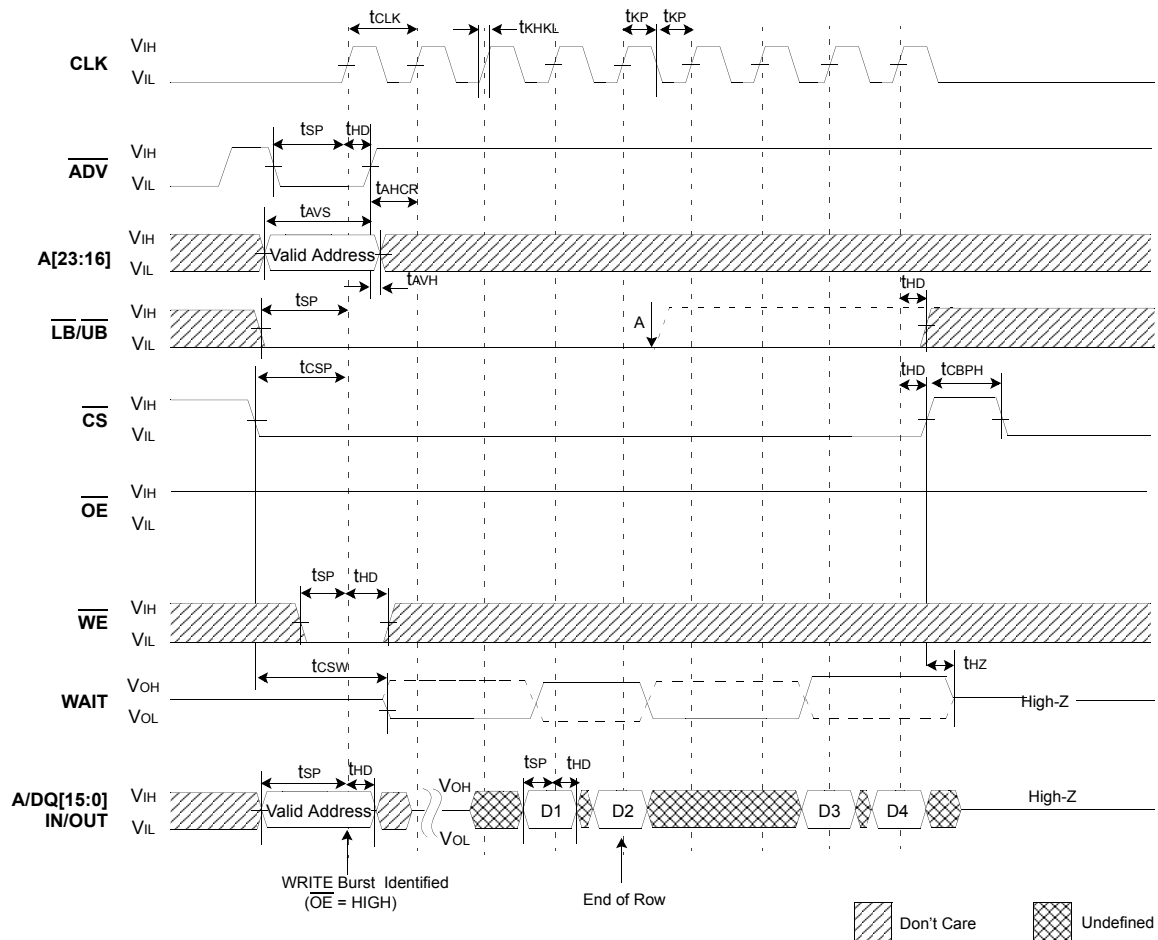 tCLK
tKHKL
tKP
tKP
CLK
VIH
VIL
tSP
tHD
ADV
VIH
VIL
tAHCR
tAVS
A[23:16]
VIH
VIL
Valid Address
tAVH
tSP
tHD
LB/UB
VIH
VIL
A
tCSP
tHD
tCBPH
CS
VIH
VIL
OE
VIH
VIL
tSP
tHD
WE
VIH
VIL
tCSW
tHZ
WAIT
VOH
VOL
High-Z
tSP
tHD
VOH
tSP
tHD
A/DQ[15:0]
IN/OUT
VIH
VIL
Valid Address
VOL
D1
D2
D3
D4
High-Z
WRITE Burst Identified
(OE = HIGH)
End of Row
Don't Care
Undefined